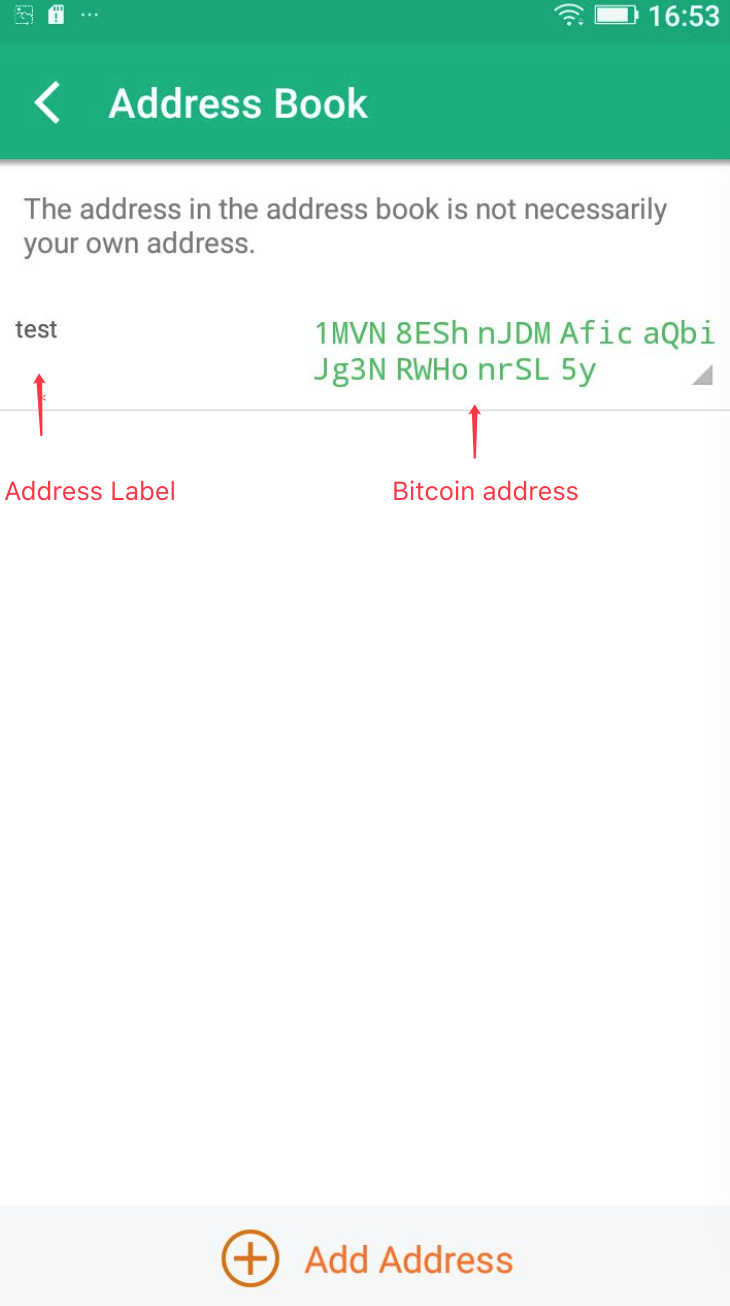 16:53
Address Book
The address in the address book is not necessarily
your own address.
test
1MVN 8ESh nJDM Afic aQbi
Jg3N RWHo nrSL 5y
Address Label
Bitcoin address
Add Address